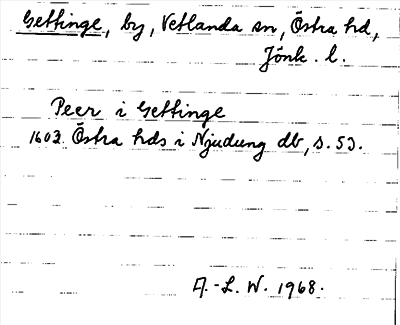 Gettinge, by, Vetlanda sn, Östra hd,
Jönk. l.
Peer i Gettinge
1603 Östra hds i Njudung db, s. 53.
A.-L. W. 1968.